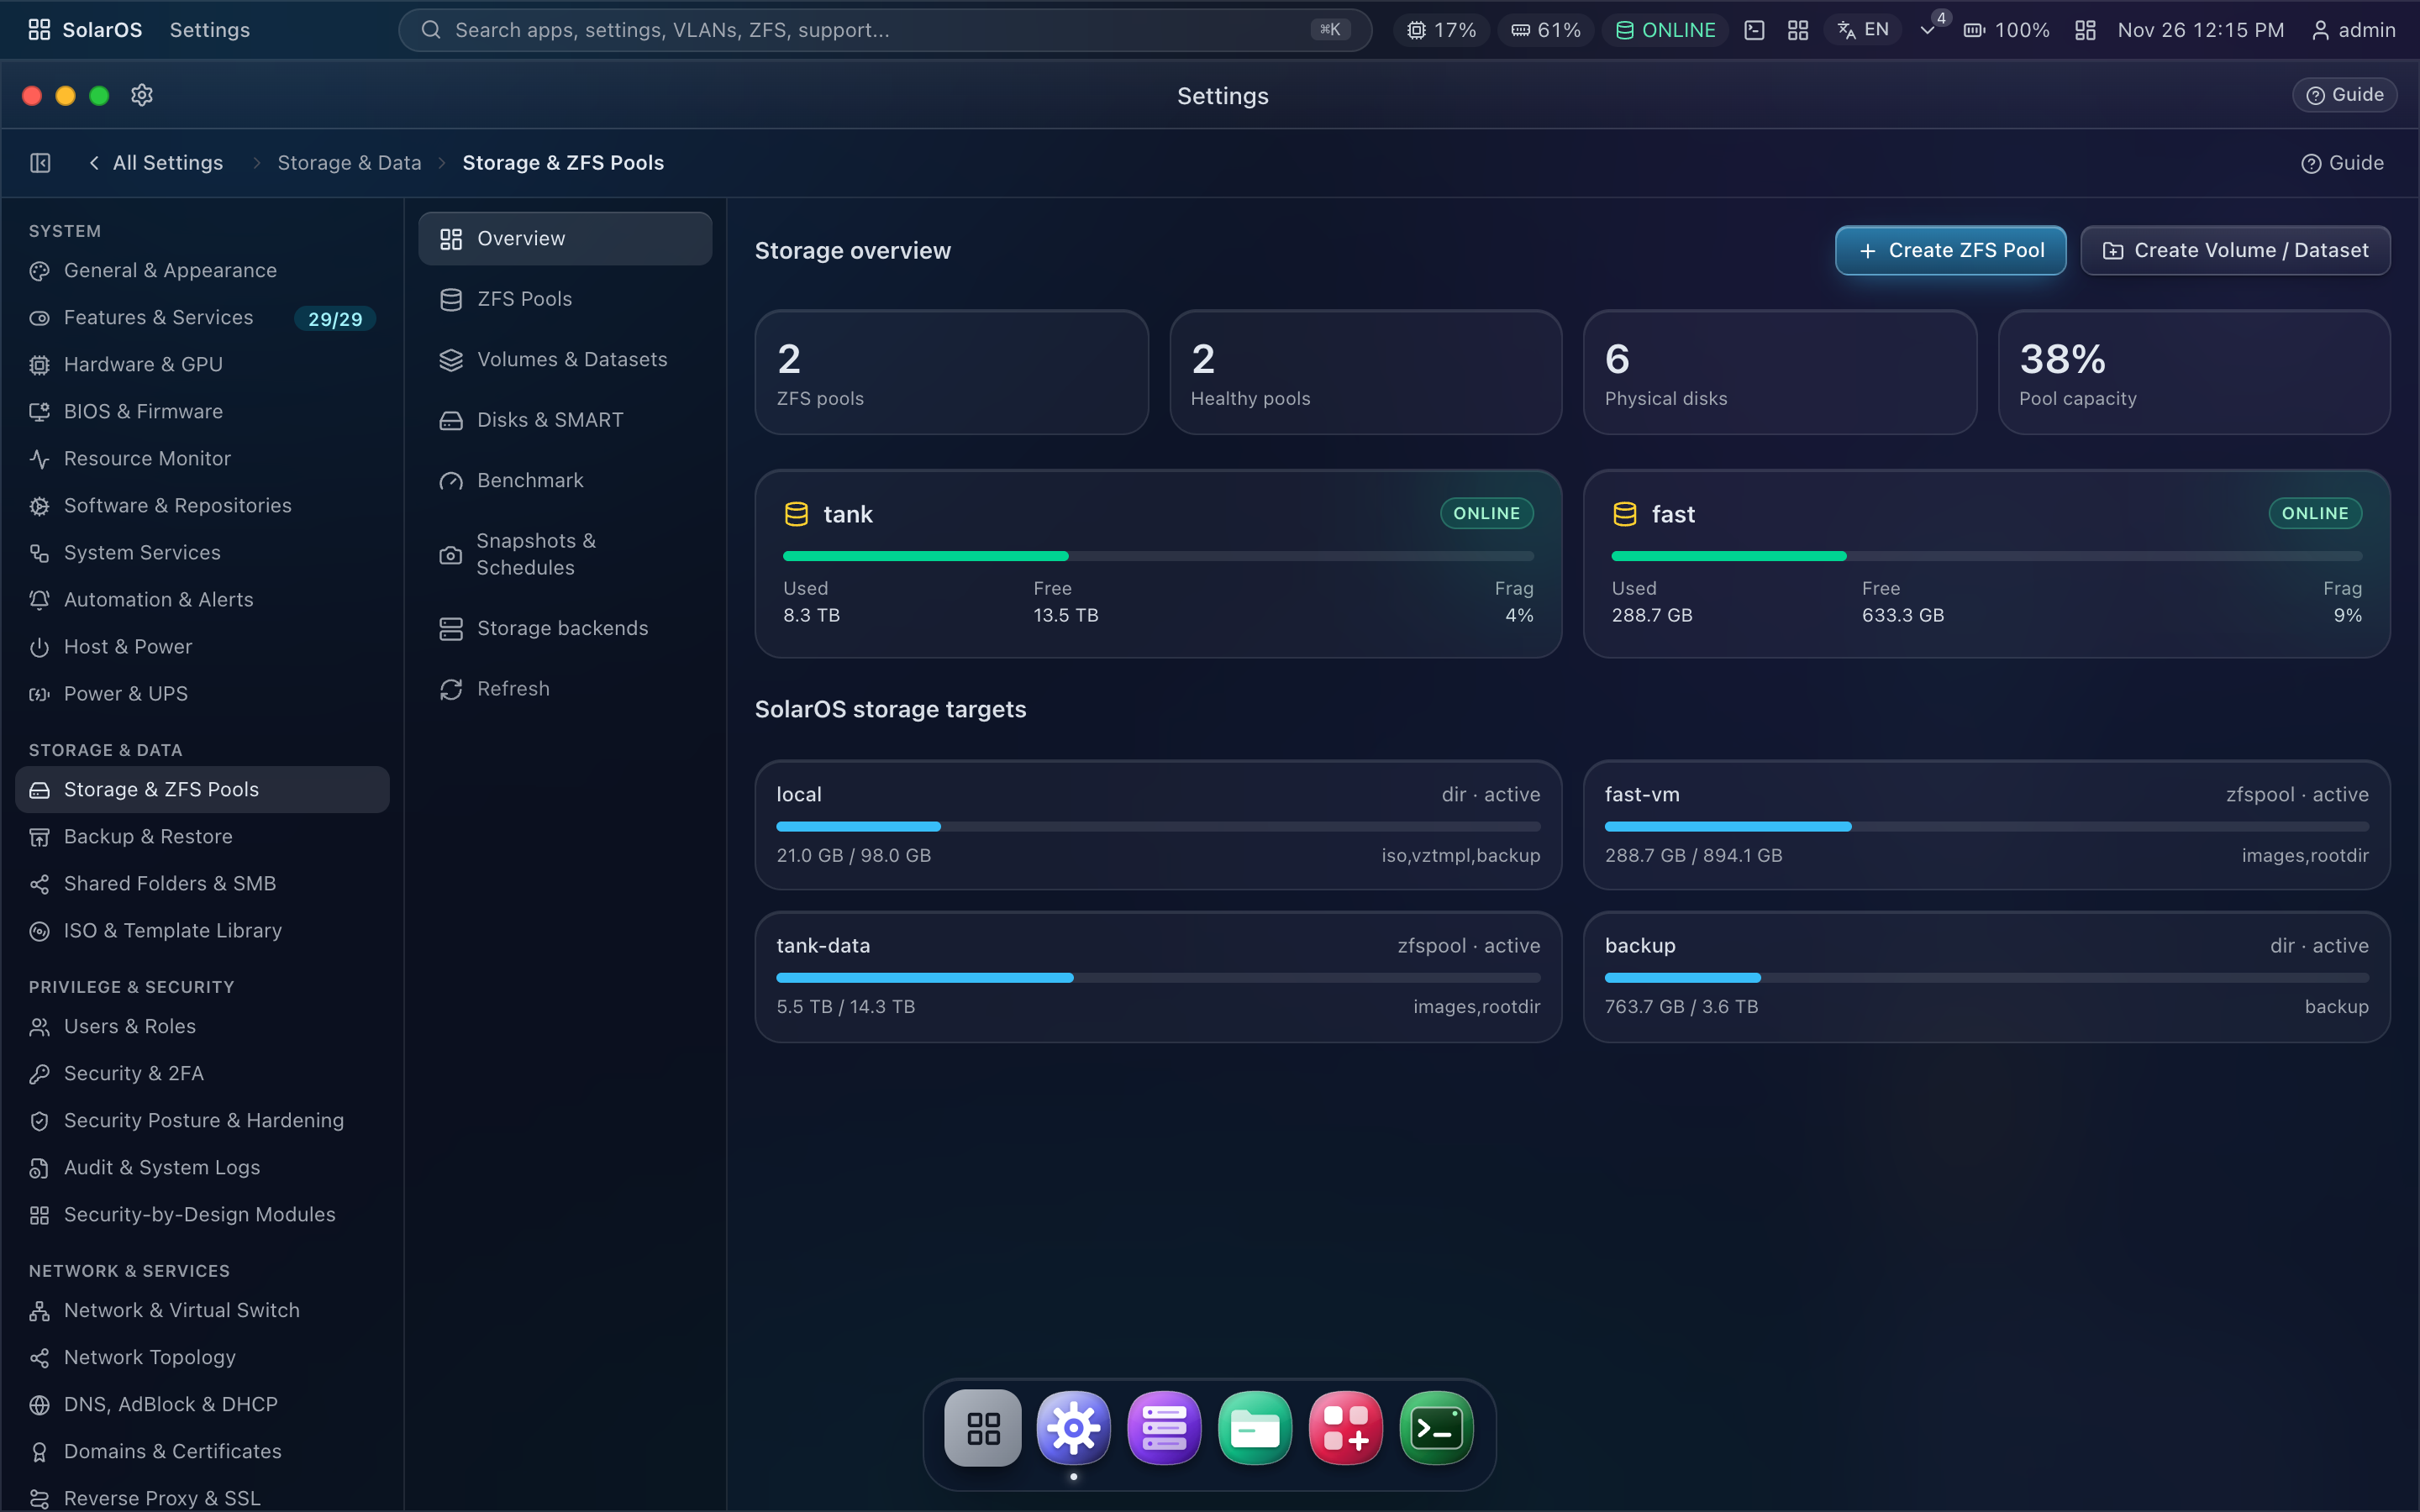 SolarOS Settings Search apps, settings, VLANs, ZFS, support... ⌘K 17% 61% ONLINE EN 4 100% Nov 26 12:15 PM admin
Settings Guide
All Settings Storage & Data Storage & ZFS Pools Guide
SYSTEM
General & Appearance
Features & Services 29/29
Hardware & GPU
BIOS & Firmware
Resource Monitor
Software & Repositories
System Services
Automation & Alerts
Host & Power
Power & UPS
STORAGE & DATA
Storage & ZFS Pools
Backup & Restore
Shared Folders & SMB
ISO & Template Library
PRIVILEGE & SECURITY
Users & Roles
Security & 2FA
Security Posture & Hardening
Audit & System Logs
Security-by-Design Modules
NETWORK & SERVICES
Network & Virtual Switch
Network Topology
DNS, AdBlock & DHCP
Domains & Certificates
Reverse Proxy & SSL
Overview
ZFS Pools
Volumes & Datasets
Disks & SMART
Benchmark
Snapshots &
Schedules
Storage backends
Refresh
Storage overview Create ZFS Pool Create Volume / Dataset
2 2 6 38%
ZFS pools Healthy pools Physical disks Pool capacity
tank ONLINE
Used Free Frag
8.3 TB 13.5 TB 4%
fast ONLINE
Used Free Frag
288.7 GB 633.3 GB 9%
SolarOS storage targets
local dir · active
21.0 GB / 98.0 GB iso,vztmpl,backup
fast-vm zfspool · active
288.7 GB / 894.1 GB images,rootdir
tank-data zfspool · active
5.5 TB / 14.3 TB images,rootdir
backup dir · active
763.7 GB / 3.6 TB backup